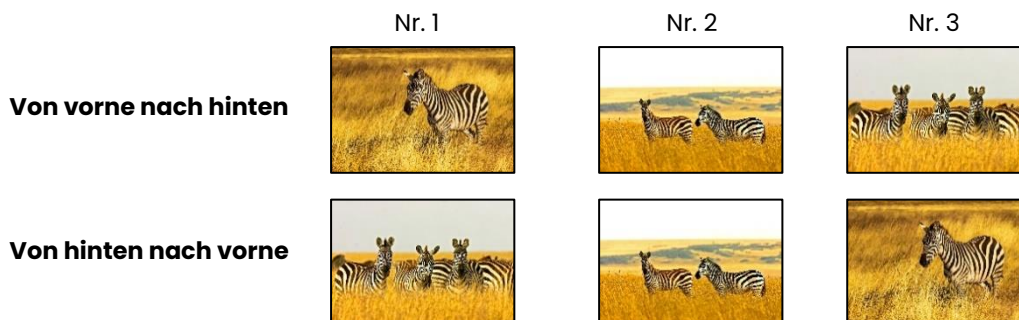 Nr. 1 Nr. 2 Nr. 3
Von vorne nach hinten
Von hinten nach vorne